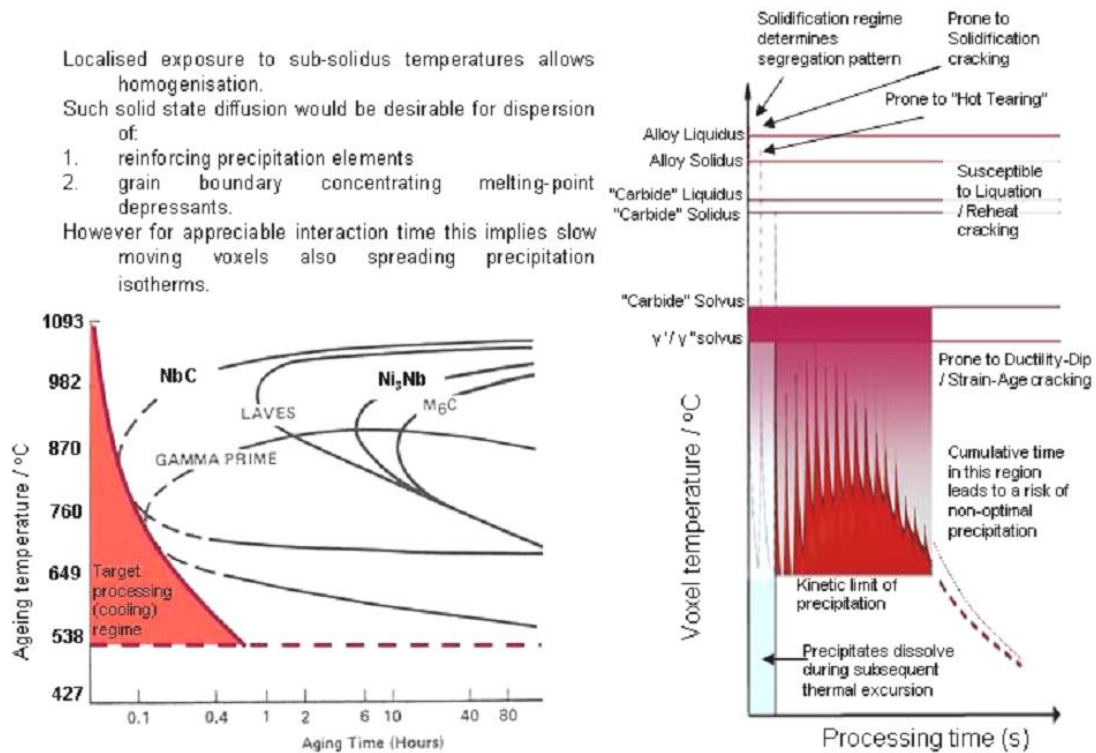 Localised exposure to sub-solidus temperatures allows
homogenisation.
Such solid state diffusion would be desirable for dispersion
of:
1. reinforcing precipitation elements
2. grain boundary concentrating melting-point
depressants.
However for appreciable interaction time this implies slow
moving voxels also spreading precipitation
isotherms.
Ageing temperature / ºC
1093
982
870
760
649
538
427
NbC
LAVES
Ni3Nb
M6C
GAMMA PRIME
Target
processing
(cooling)
regime
0.1 0.4 1 2 6 10 40 80
Aging Time (Hours)
Solidification regime
determines
segregation pattern
Prone to
Solidification
cracking
Prone to "Hot Tearing"
Alloy Liquidus
Alloy Solidus
"Carbide" Liquidus
"Carbide" Solidus
Susceptible
to Liquation
/ Reheat
cracking
"Carbide" Solvus
γ'/ γ" solvus
Prone to Ductility-Dip
/ Strain-Age cracking
Voxel temperature / ºC
Cumulative time
in this region
leads to a risk of
non-optimal
precipitation
Kinetic limit of
precipitation
Precipitates dissolve
during subsequent
thermal excursion
Processing time (s)